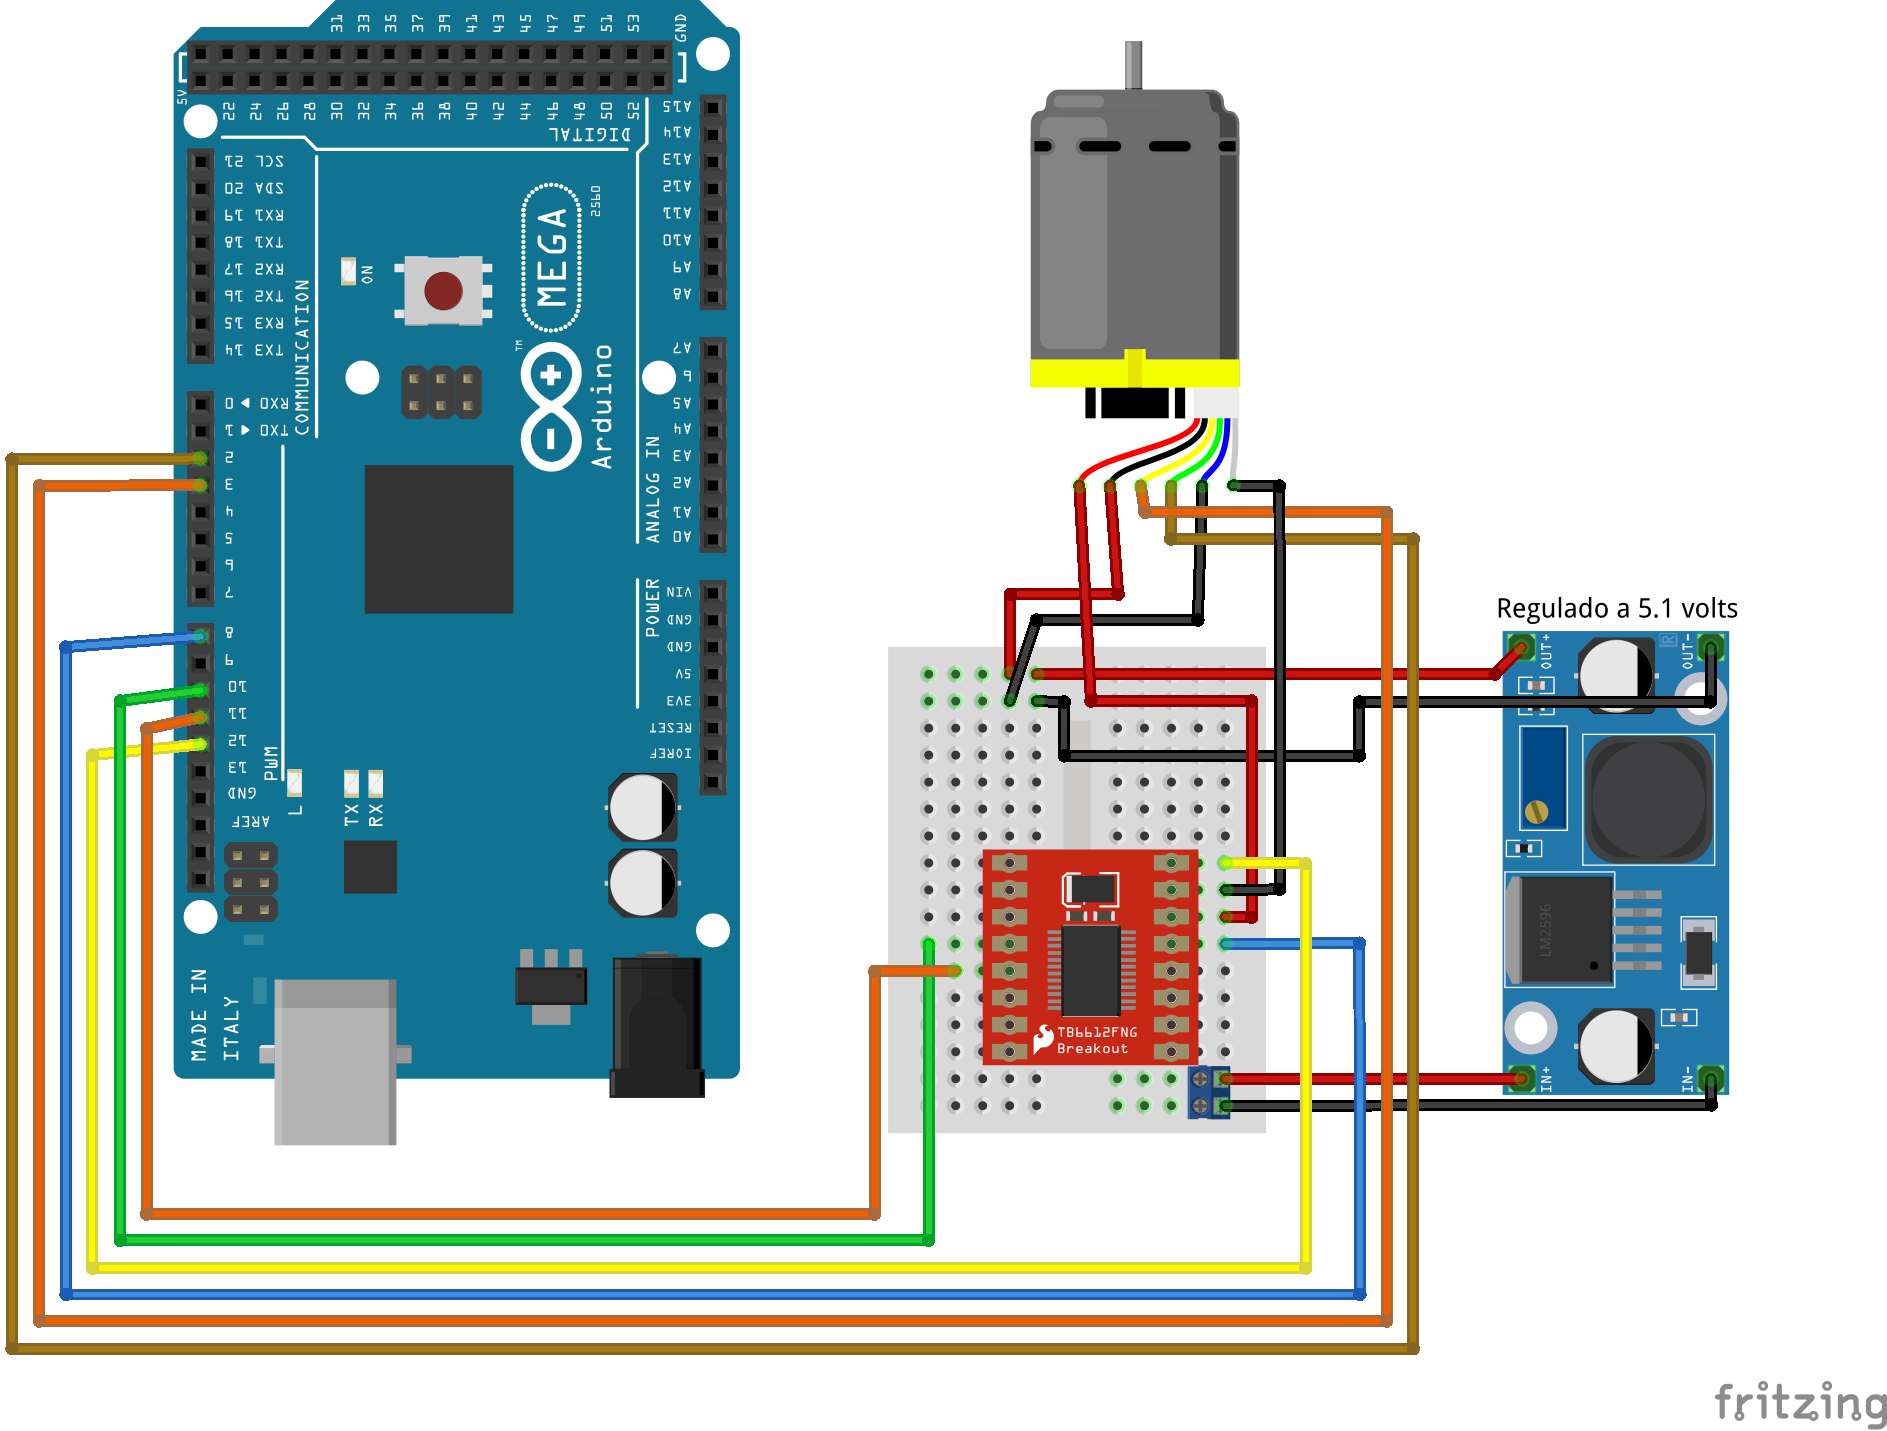 31 33 35 37 39 41 43 45 47 49 51 53 GND
5V 22 24 26 28 30 32 34 36 38 40 42 44 46 48 50 52
DIGITAL
SCL 21
SDA 20
RX1 19
TX1 18
RX2 17
TX2 16
RX3 15
TX3 14
RX0 ◀ 0
TX0 ▶ 1
COMMUNICATION
2
3
4
5
6
7
8
9
10
11
12
13
GND
AREF
PWM
L
TX
RX
ON
MEGA
2560
TM
Arduino
A15
A14
A13
A12
A11
A10
A9
A8
A7
6
A5
A4
A3
A2
A1
A0
ANALOG IN
POWER
VIN
GND
GND
5V
3V3
RESET
IOREF
MADE IN
ITALY
TB6612FNG
Breakout
Regulado a 5.1 volts
OUT+
R
OUT-
LM2596
IN+
IN-
fritzing